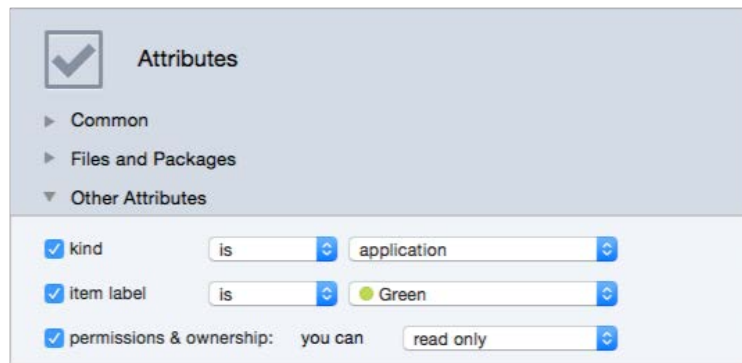 Attributes
Common
Files and Packages
Other Attributes
kind is application
item label is Green
permissions & ownership: you can read only